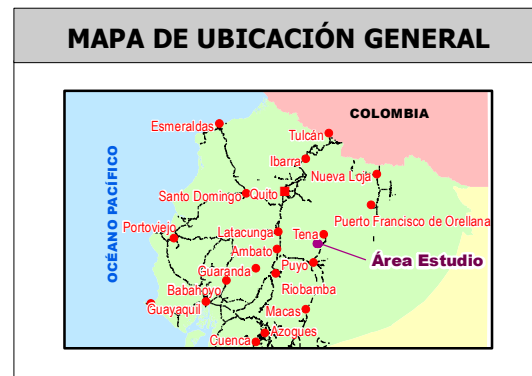 MAPA DE UBICACIÓN GENERAL
COLOMBIA
Esmeraldas
Tulcán
Ibarra
Nueva Loja
OCÉANO PACÍFICO
Santo Domingo
Quito
Puerto Francisco de Orellana
Portoviejo
Latacunga
Tena
Ambato
Área Estudio
Guaranda
Puyo
Babahoyo
Riobamba
Guayaquil
Macas
Azogues
Cuenca